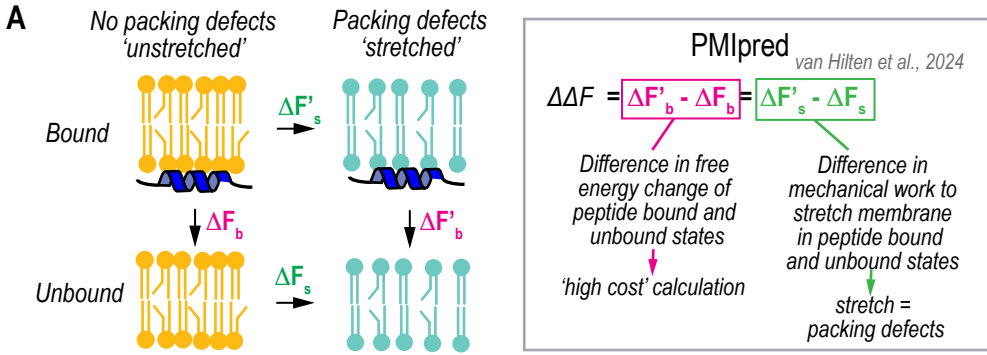 A
No packing defects
'unstretched'
Packing defects
'stretched'
Bound
ΔF's
ΔFb
ΔF'b
Unbound
ΔFs
PMIpred
van Hilten et al., 2024
ΔΔF = ΔF'b - ΔFb = ΔF's - ΔFs
Difference in free
energy change of
peptide bound and
unbound states
'high cost' calculation
Difference in
mechanical work to
stretch membrane
in peptide bound
and unbound states
stretch =
packing defects